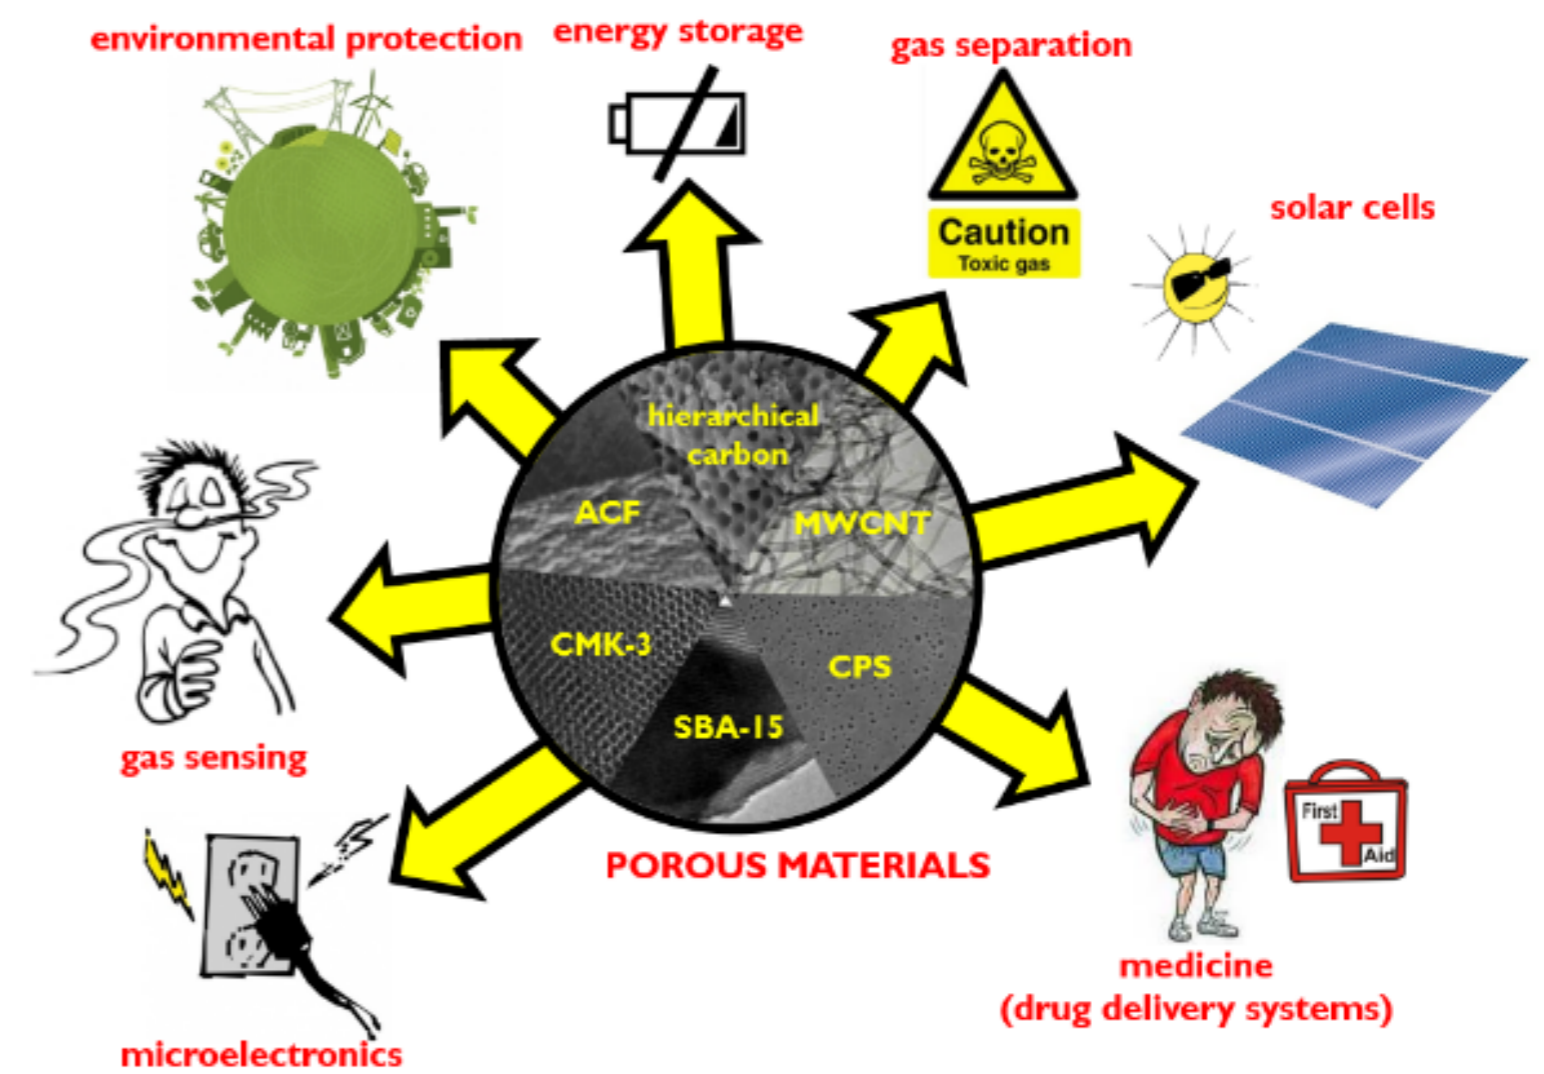 environmental protection
energy storage
gas separation
Caution
Toxic gas
solar cells
hierarchical
carbon
ACF
MWCNT
CMK-3
CPS
SBA-15
gas sensing
POROUS MATERIALS
First
Aid
microelectronics
medicine
(drug delivery systems)